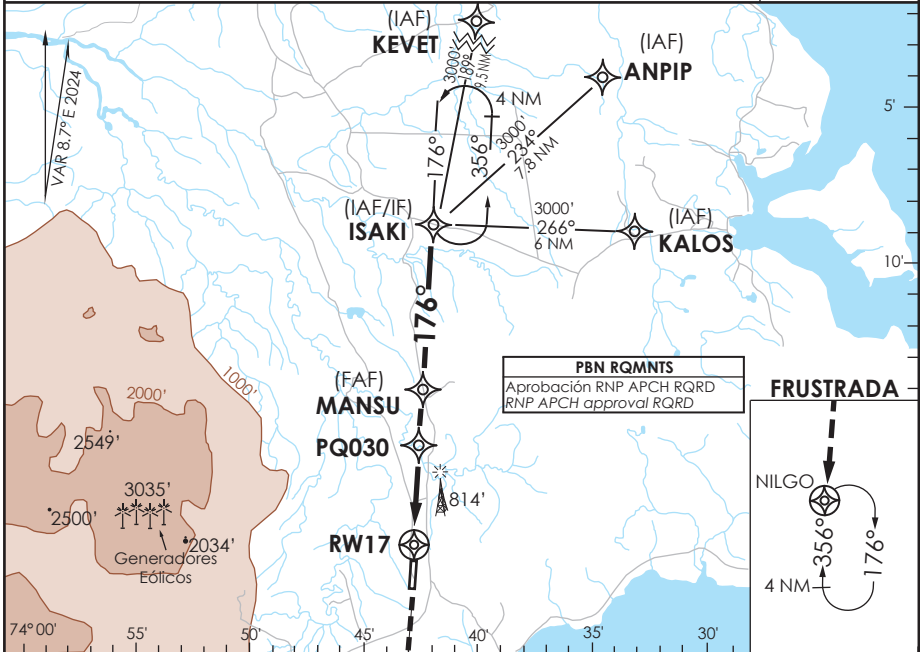 (IAF)
KEVET
(IAF)
ANPIP
VAR 8.7° E 2024
3000'
189°
9.5 NM
4 NM
5'
176°
356°
3000'
234°
7.8 NM
(IAF/IF)
ISAKI
3000'
266°
6 NM
(IAF)
KALOS
10'
176°
1000'
2000'
(FAF)
MANSU
PBN RQMNTS
Aprobación RNP APCH RQRD
RNP APCH approval RQRD
FRUSTRADA
PQ030
2549'
NILGO
3035'
814'
2500'
2034'
Generadores
Eólicos
RW17
356°
176°
4 NM
74° 00'
55'
50'
45'
40'
35'
30'